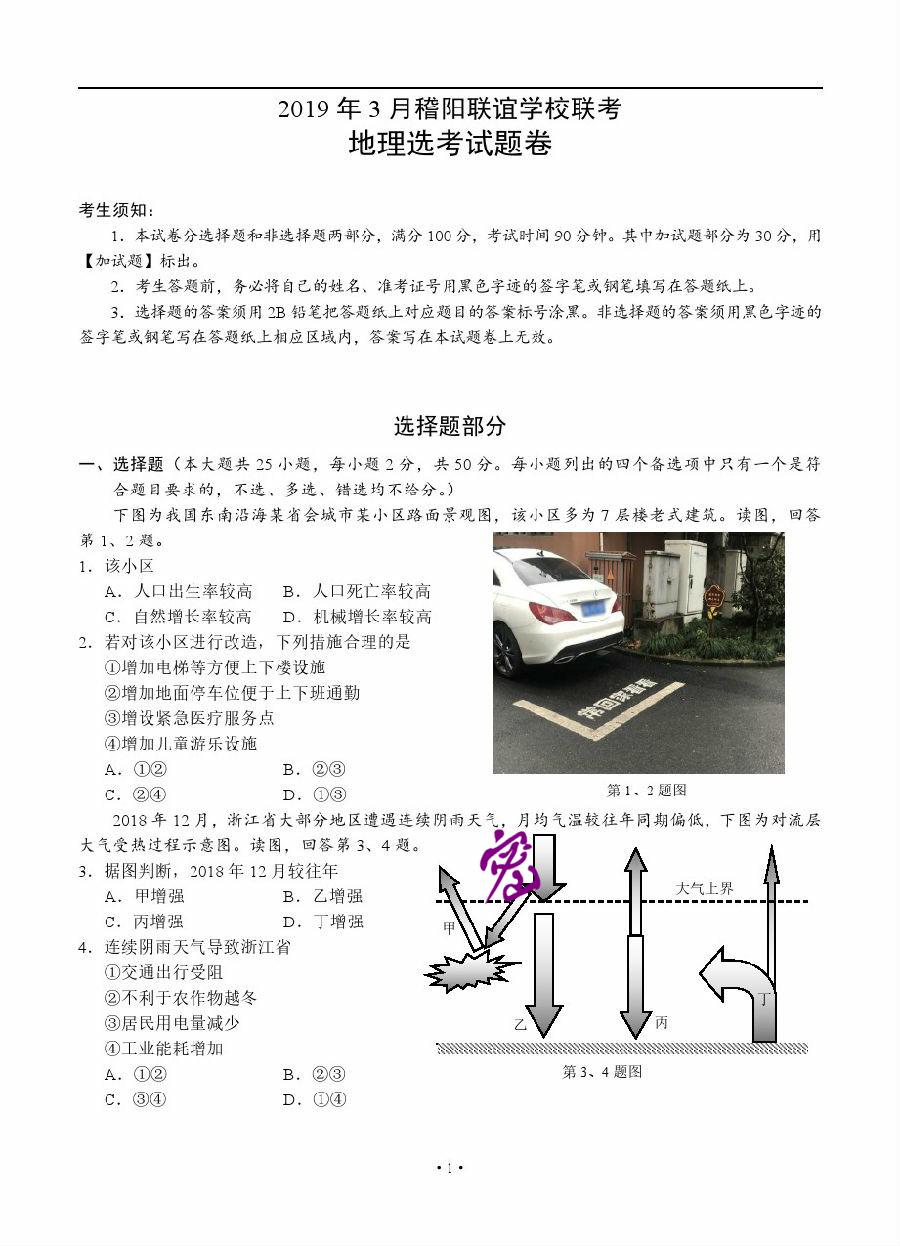 2019 年 3 月稽阳联谊学校联考
地理选考试题卷
考生须知：
1．本试卷分选择题和非选择题两部分，满分 100 分，考试时间 90 分钟。其中加试题部分为 30 分，用
【加试题】标出。
2．考生答题前，务必将自己的姓名、准考证号用黑色字迹的签字笔或钢笔填写在答题纸上。
3．选择题的答案须用 2B 铅笔把答题纸上对应题目的答案标号涂黑。非选择题的答案须用黑色字迹的
签字笔或钢笔写在答题纸上相应区域内，答案写在本试题卷上无效。
选择题部分
一、选择题（本大题共 25 小题，每小题 2 分，共 50 分。每小题列出的四个备选项中只有一个是符
合题目要求的，不选、多选、错选均不给分。）
下图为我国东南沿海某省会城市某小区路面景观图，该小区多为 7 层楼老式建筑。读图，回答
第 1、2 题。
1．该小区
A．人口出生率较高 B．人口死亡率较高
C．自然增长率较高 D．机械增长率较高
2．若对该小区进行改造，下列措施合理的是
①增加电梯等方便上下楼设施
②增加地面停车位便于上下班通勤
③增设紧急医疗服务点
④增加儿童游乐设施
A．①② B．②③
C．②④ D．①③
常回家看看
第 1、2 题图
2018 年 12 月，浙江省大部分地区遭遇连续阴雨天气，月均气温较往年同期偏低．下图为对流层
大气受热过程示意图。读图，回答第 3、4 题。
3．据图判断，2018 年 12 月较往年
A．甲增强 B．乙增强
C．丙增强 D．丁增强
4．连续阴雨天气导致浙江省
①交通出行受阻
②不利于农作物越冬
③居民用电量减少
④工业能耗增加
A．①② B．②③
C．③④ D．①④
密
大气上界
甲
乙
丙
丁
第 3、4 题图
·1·